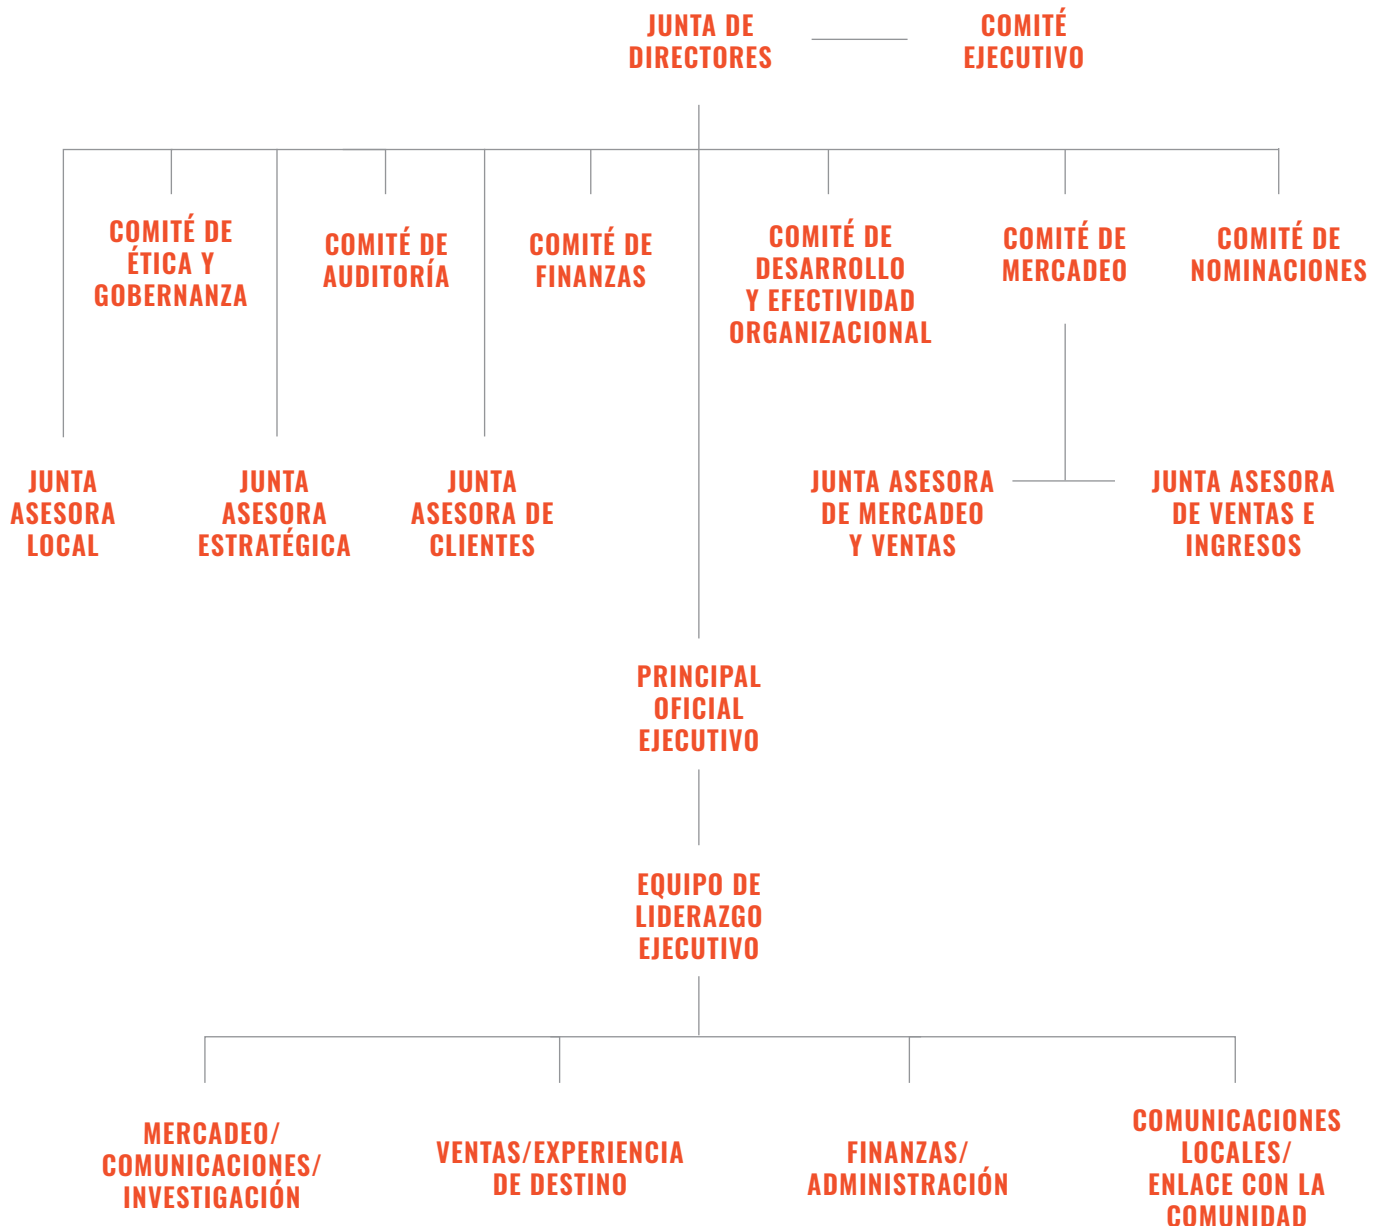 JUNTA DE
DIRECTORES
COMITÉ
EJECUTIVO
COMITÉ DE
ÉTICA Y
GOBERNANZA
COMITÉ DE
AUDITORÍA
COMITÉ DE
FINANZAS
COMITÉ DE
DESARROLLO
Y EFECTIVIDAD
ORGANIZACIONAL
COMITÉ DE
MERCADEO
COMITÉ DE
NOMINACIONES
JUNTA
ASESORA
LOCAL
JUNTA
ASESORA
ESTRATÉGICA
JUNTA
ASESORA DE
CLIENTES
JUNTA ASESORA
DE MERCADEO
Y VENTAS
JUNTA ASESORA
DE VENTAS E
INGRESOS
PRINCIPAL
OFICIAL
EJECUTIVO
EQUIPO DE
LIDERAZGO
EJECUTIVO
MERCADEO/
COMUNICACIONES/
INVESTIGACIÓN
VENTAS/EXPERIENCIA
DE DESTINO
FINANZAS/
ADMINISTRACIÓN
COMUNICACIONES
LOCALES/
ENLACE CON LA
COMUNIDAD